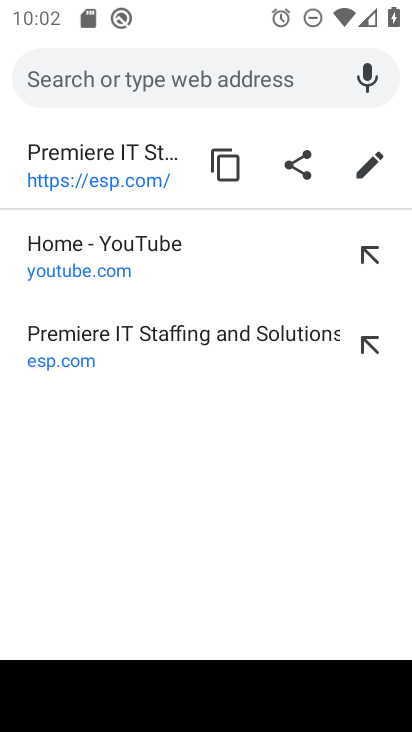 10:02
Search or type web address
Premiere IT St...
https://esp.com/
Home - YouTube
youtube.com
Premiere IT Staffing and Solutions
esp.com